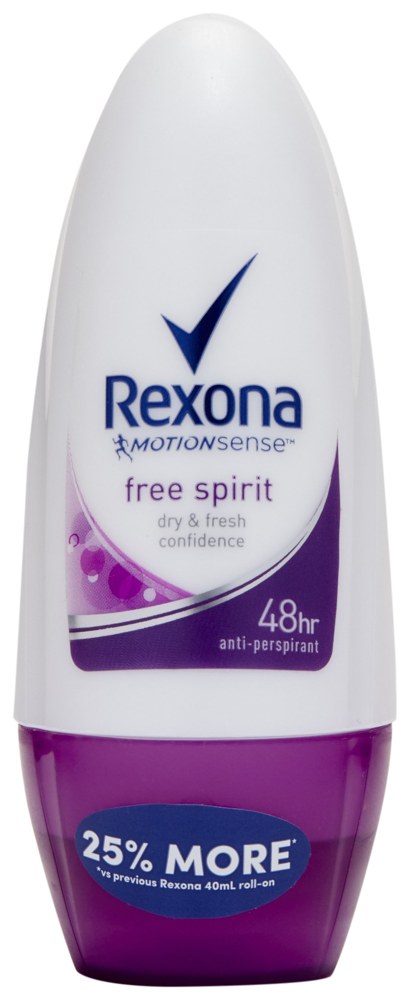 Rexona
MOTIONsense™
free spirit
dry & fresh
confidence
48hr
anti-perspirant
25% MORE*
*vs previous Rexona 40mL roll-on